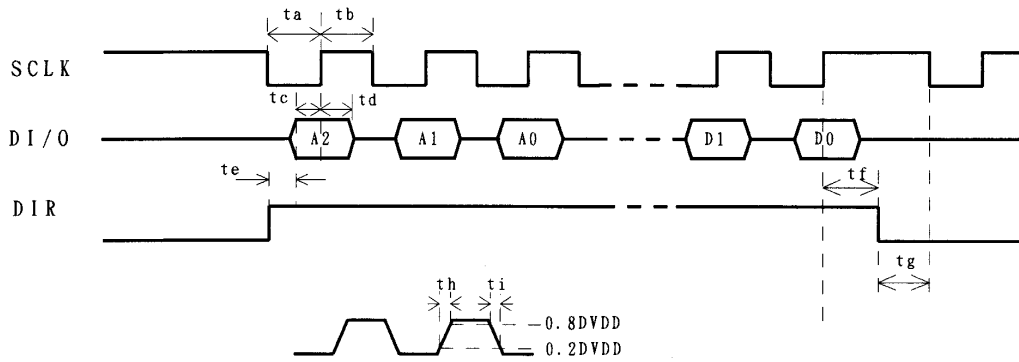 ta tb
SCLK
tc td
DI/O A2 A1 A0 D1 D0
te tf
DIR
tg
th ti
0.8DVDD
0.2DVDD